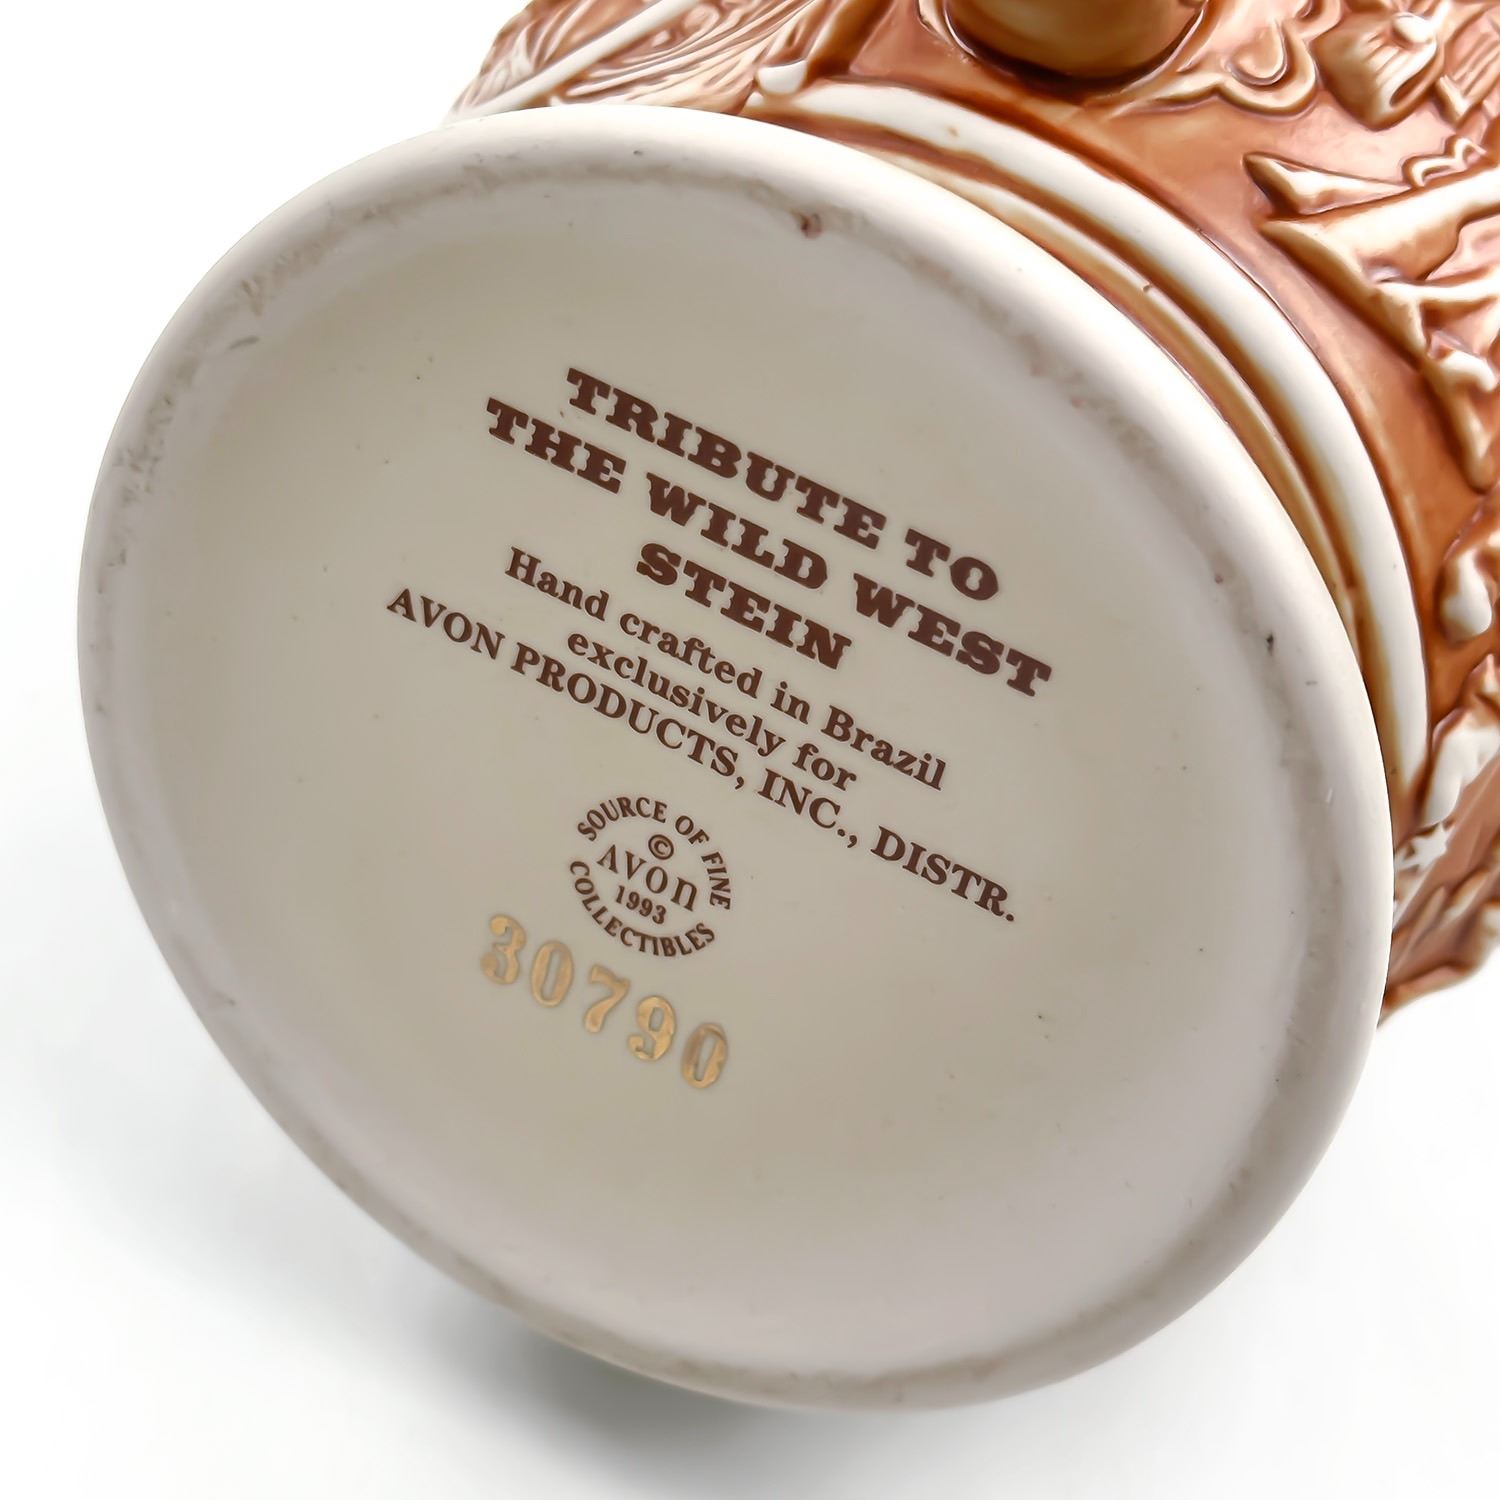 TRIBUTE TO
THE WILD WEST
STEIN
Hand crafted in Brazil
exclusively for
AVON PRODUCTS, INC., DISTR.
SOURCE OF FINE
©
AVON
1993
COLLECTIBLES
30790